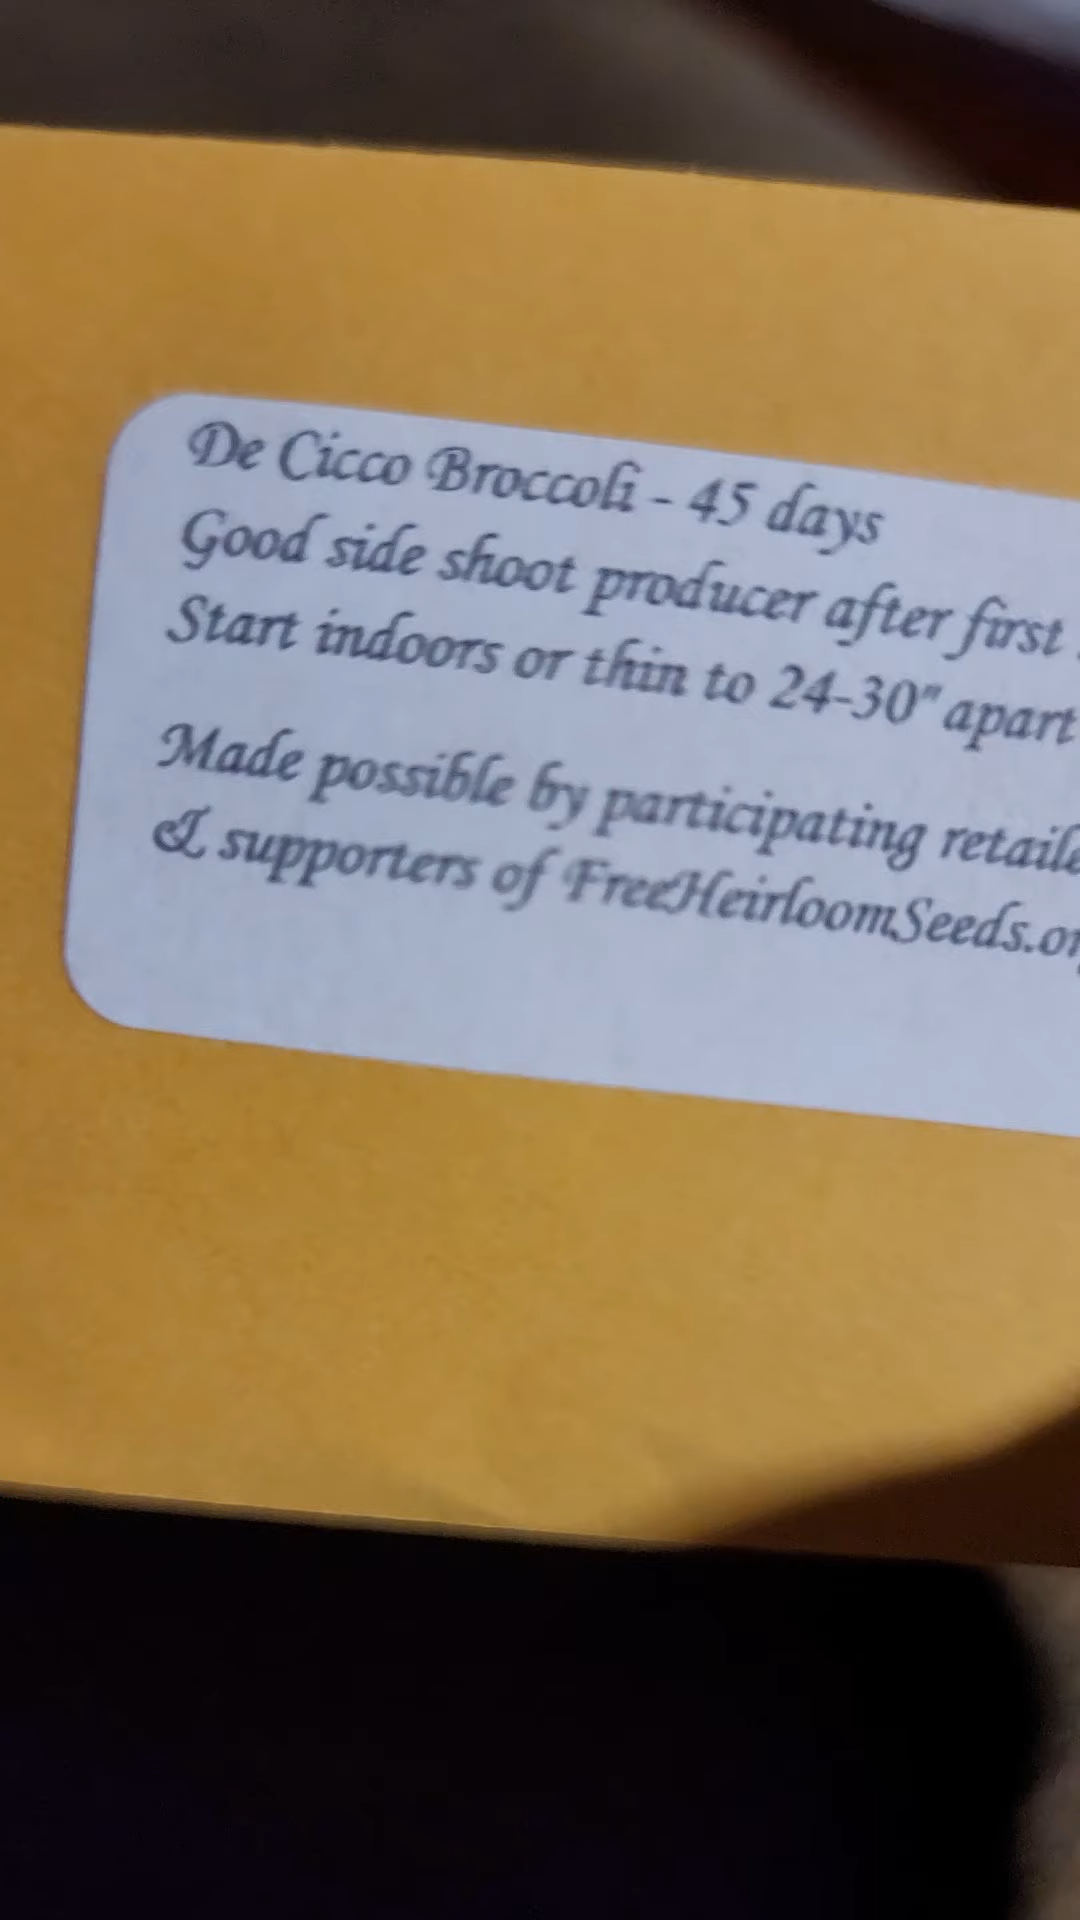 De Cicco Broccoli - 45 days
Good side shoot producer after first
Start indoors or thin to 24-30" apart
Made possible by participating
& supporters of